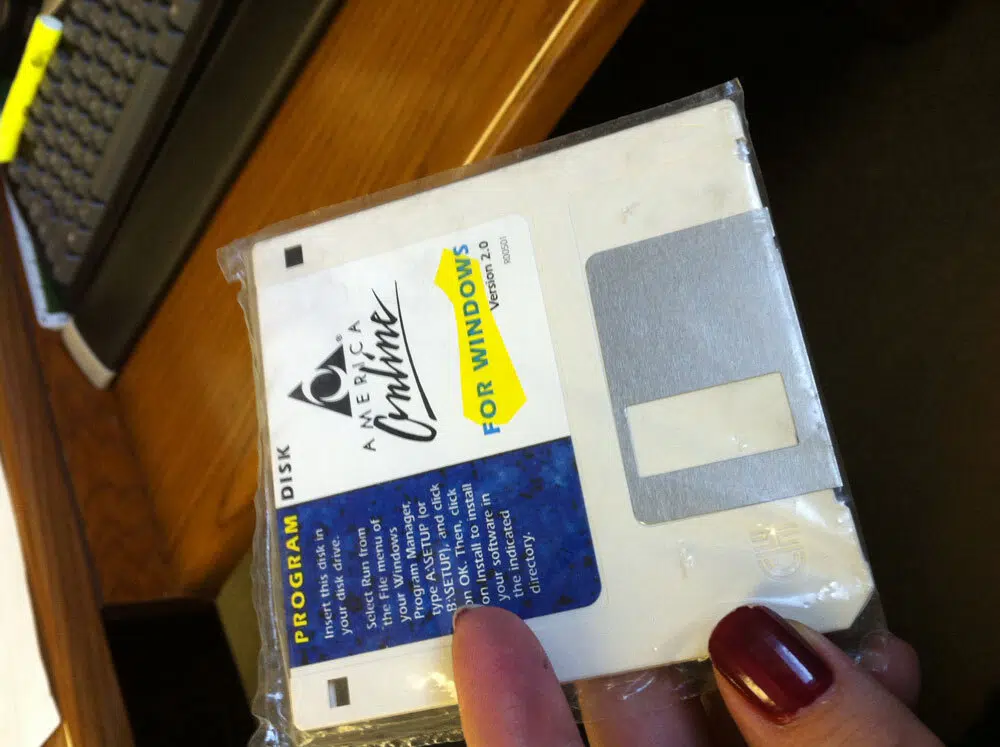 PROGRAM DISK
Insert this disk in
your disk drive.
Select Run from
the File menu of
your Windows
Program Manager,
type A:\SETUP [or
B:\SETUP], and click
on OK. Then, click
on Install to install
your software in
the indicated
directory.
®
AMERICA
Online
FOR WINDOWS
Version 2.0